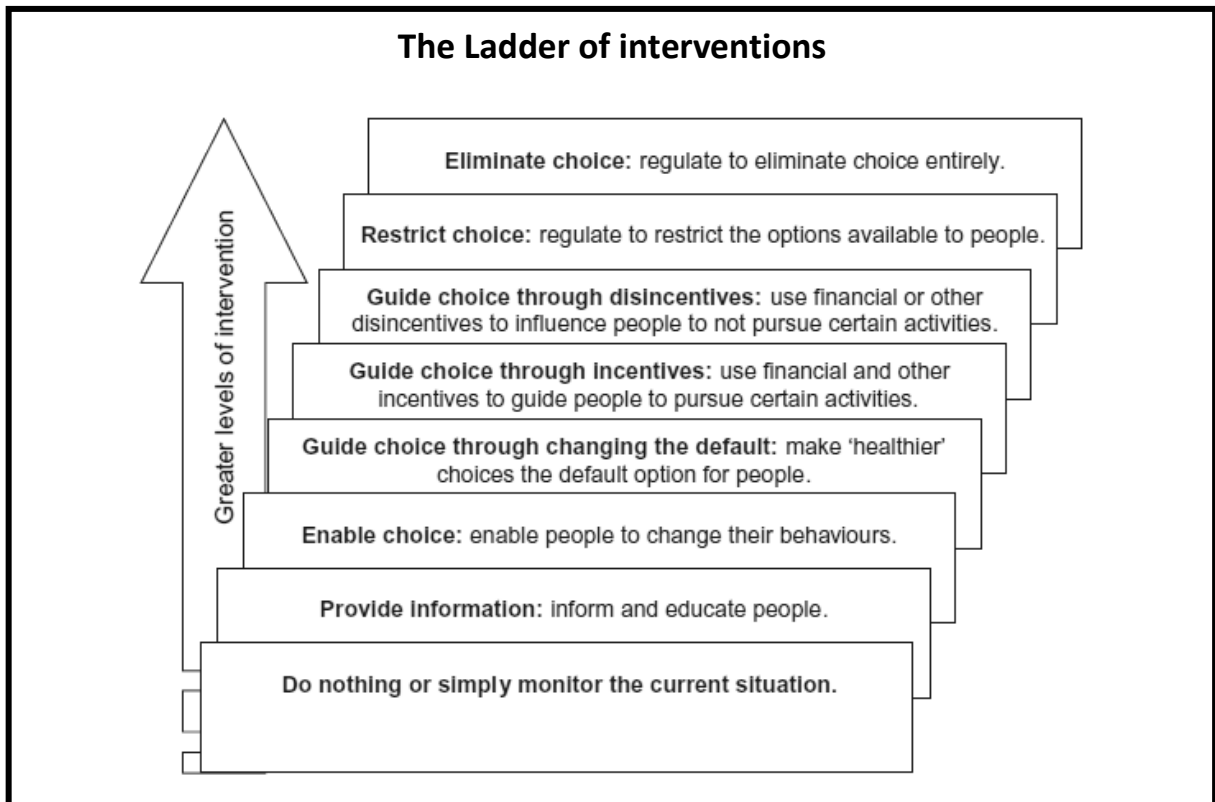 The Ladder of interventions
Greater levels of intervention
Eliminate choice: regulate to eliminate choice entirely.
Restrict choice: regulate to restrict the options available to people.
Guide choice through disincentives: use financial or other
disincentives to influence people to not pursue certain activities.
Guide choice through incentives: use financial and other
incentives to guide people to pursue certain activities.
Guide choice through changing the default: make ‘healthier’
choices the default option for people.
Enable choice: enable people to change their behaviours.
Provide information: inform and educate people.
Do nothing or simply monitor the current situation.